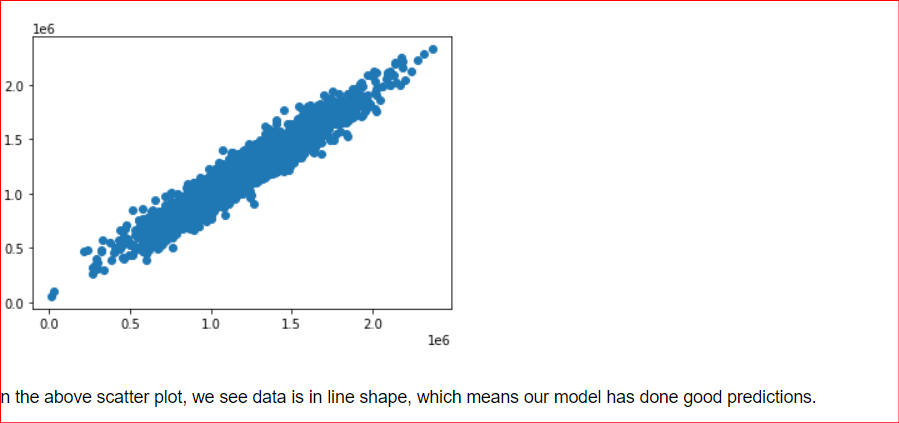 1e6
2.0
1.5
1.0
0.5
0.0
0.0 0.5 1.0 1.5 2.0
1e6
n the above scatter plot, we see data is in line shape, which means our model has done good predictions.